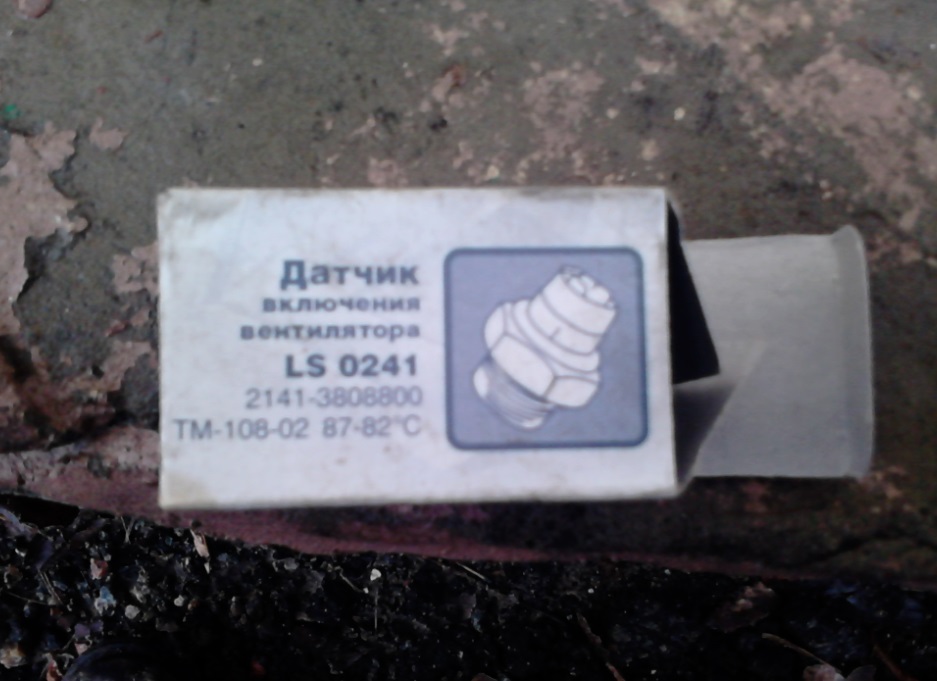 Датчик
включения
вентилятора
LS 0241
2141-3808800
ТМ-108-02 87-82°С